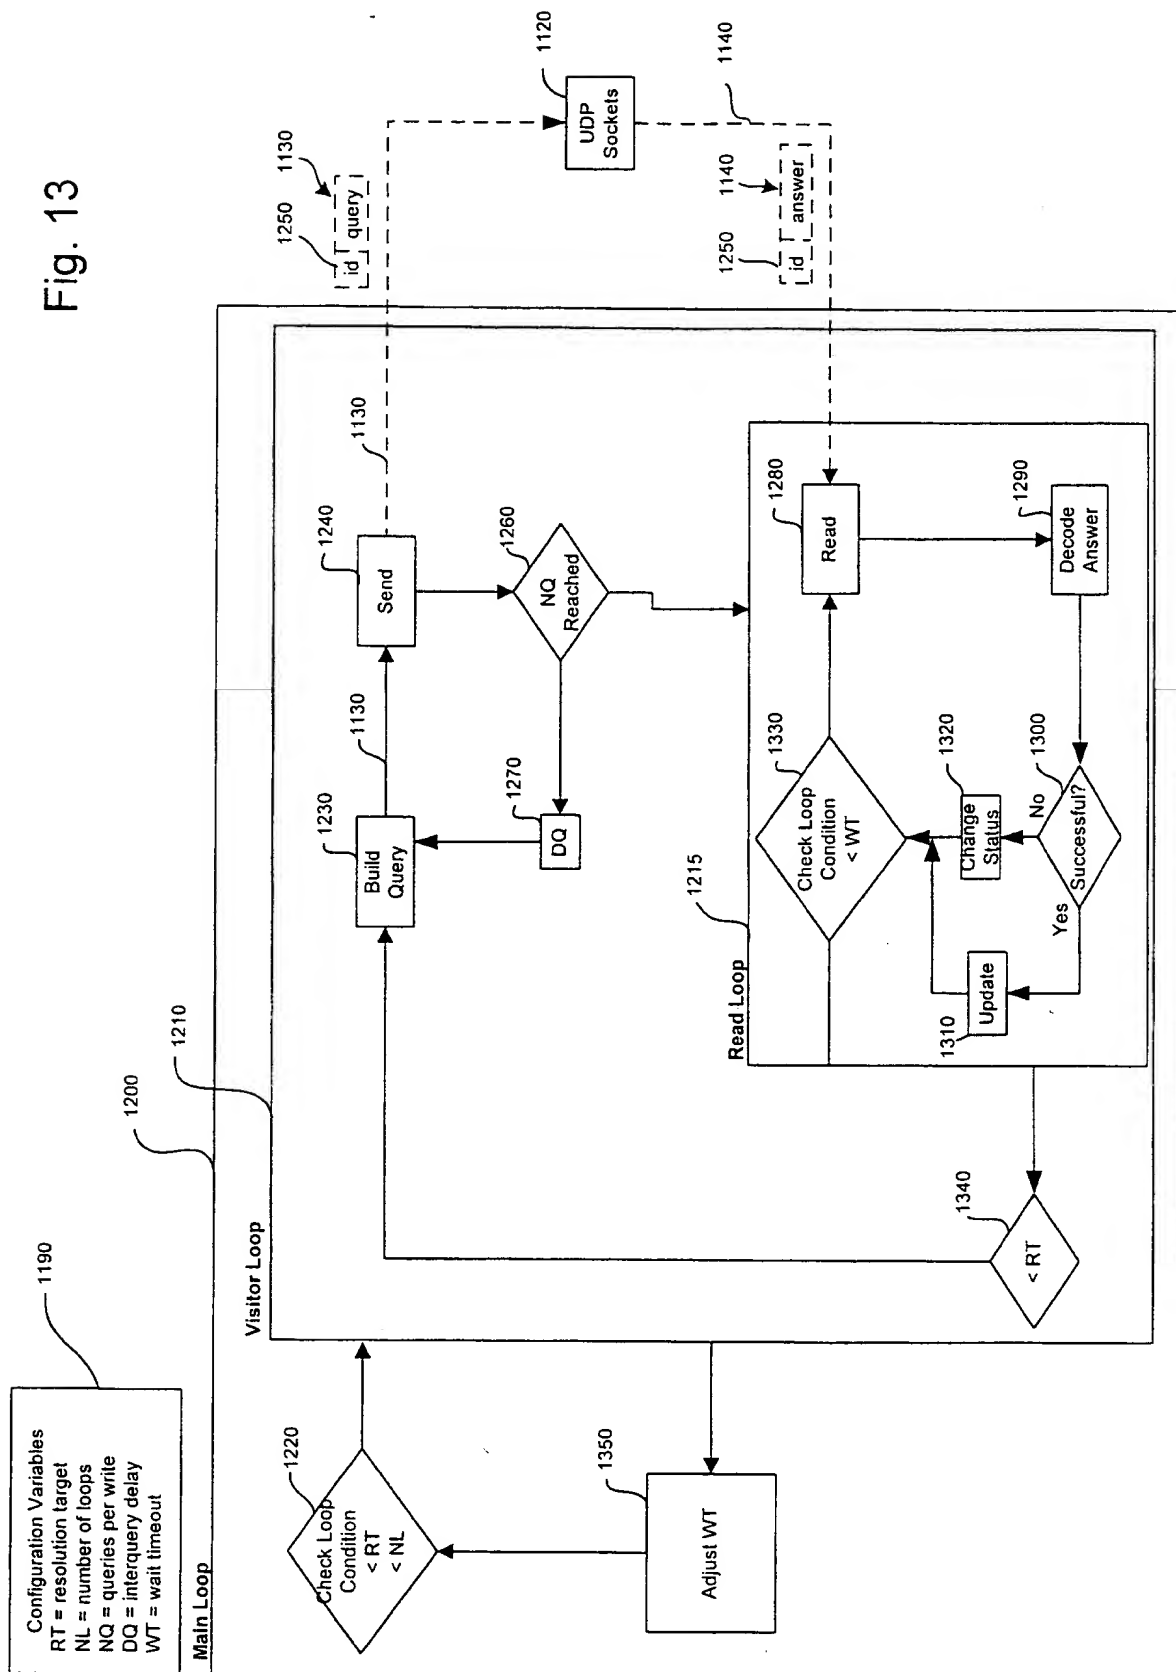 Fig. 13
Configuration Variables
RT = resolution target
NL = number of loops
NQ = queries per write
DQ = interquery delay
WT = wait timeout
1190
Main Loop
1200
Visitor Loop
1210
Check Loop
Condition
< RT
< NL
1220
Adjust WT
1350
Build
Query
1230
1130
Send
1240
1130
id
query
1250
1130
UDP
Sockets
1120
1140
id
answer
1250
1140
NQ
Reached
1260
DQ
1270
Read Loop
1215
Check Loop
Condition
< WT
1330
Read
1280
Decode
Answer
1290
Successful?
1300
No
Yes
Change
Status
1320
Update
1310
< RT
1340